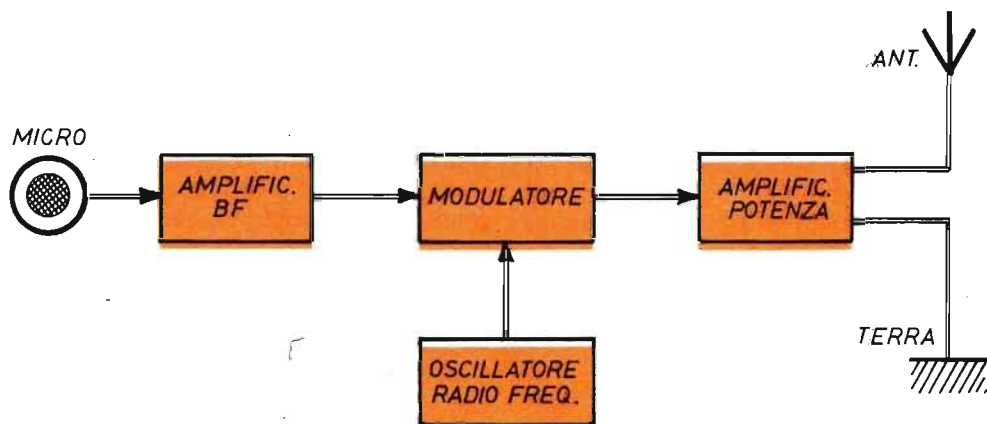 ANT.
MICRO
AMPLIFIC.
BF
MODULATORE
AMPLIFIC.
POTENZA
TERRA
OSCILLATORE
RADIO FREQ.